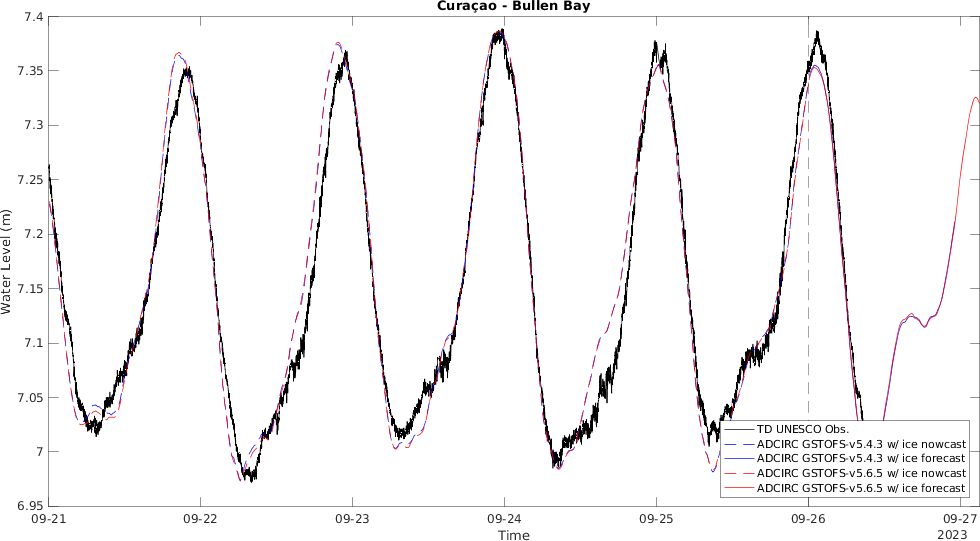 Curaçao - Bullen Bay
7.4
7.35
7.3
7.25
7.2
7.15
7.1
7.05
7
6.95
Water Level (m)
09-21
09-22
09-23
09-24
09-25
09-26
09-27
2023
Time
TD UNESCO Obs.
ADCIRC GSTOFS-v5.4.3 w/ ice nowcast
ADCIRC GSTOFS-v5.4.3 w/ ice forecast
ADCIRC GSTOFS-v5.6.5 w/ ice nowcast
ADCIRC GSTOFS-v5.6.5 w/ ice forecast